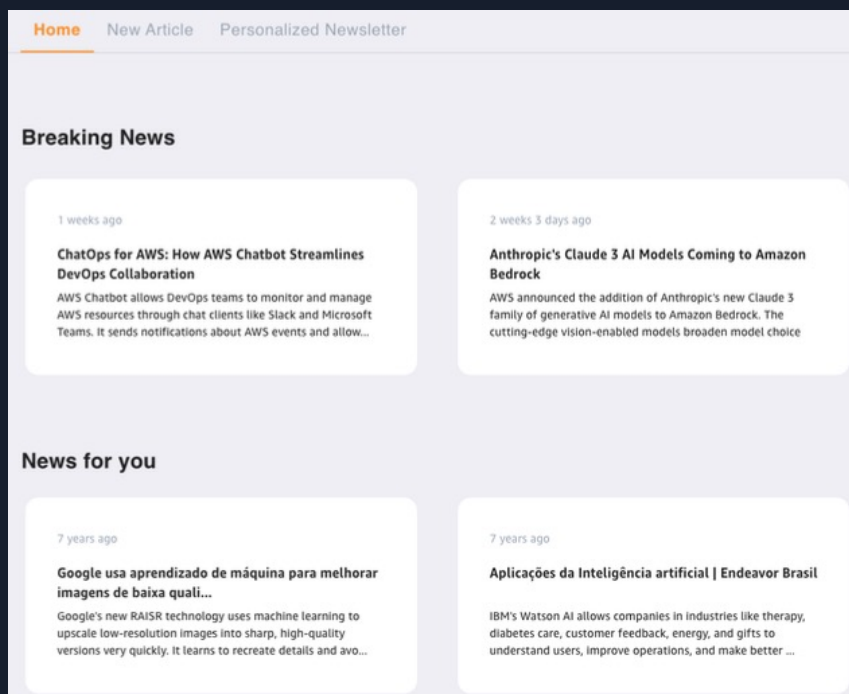 Home New Article Personalized Newsletter
Breaking News
1 weeks ago
ChatOps for AWS: How AWS Chatbot Streamlines
DevOps Collaboration
AWS Chatbot allows DevOps teams to monitor and manage
AWS resources through chat clients like Slack and Microsoft
Teams. It sends notifications about AWS events and allow...
2 weeks 3 days ago
Anthropic's Claude 3 AI Models Coming to Amazon
Bedrock
AWS announced the addition of Anthropic's new Claude 3
family of generative AI models to Amazon Bedrock. The
cutting-edge vision-enabled models broaden model choice
News for you
7 years ago
Google usa aprendizado de máquina para melhorar
imagens de baixa quali...
Google's new RAISR technology uses machine learning to
upscale low-resolution images into sharp, high-quality
versions very quickly. It learns to recreate details and avo...
7 years ago
Aplicações da Inteligência artificial | Endeavor Brasil
IBM's Watson AI allows companies in industries like therapy,
diabetes care, customer feedback, energy, and gifts to
understand users, improve operations, and make better ...